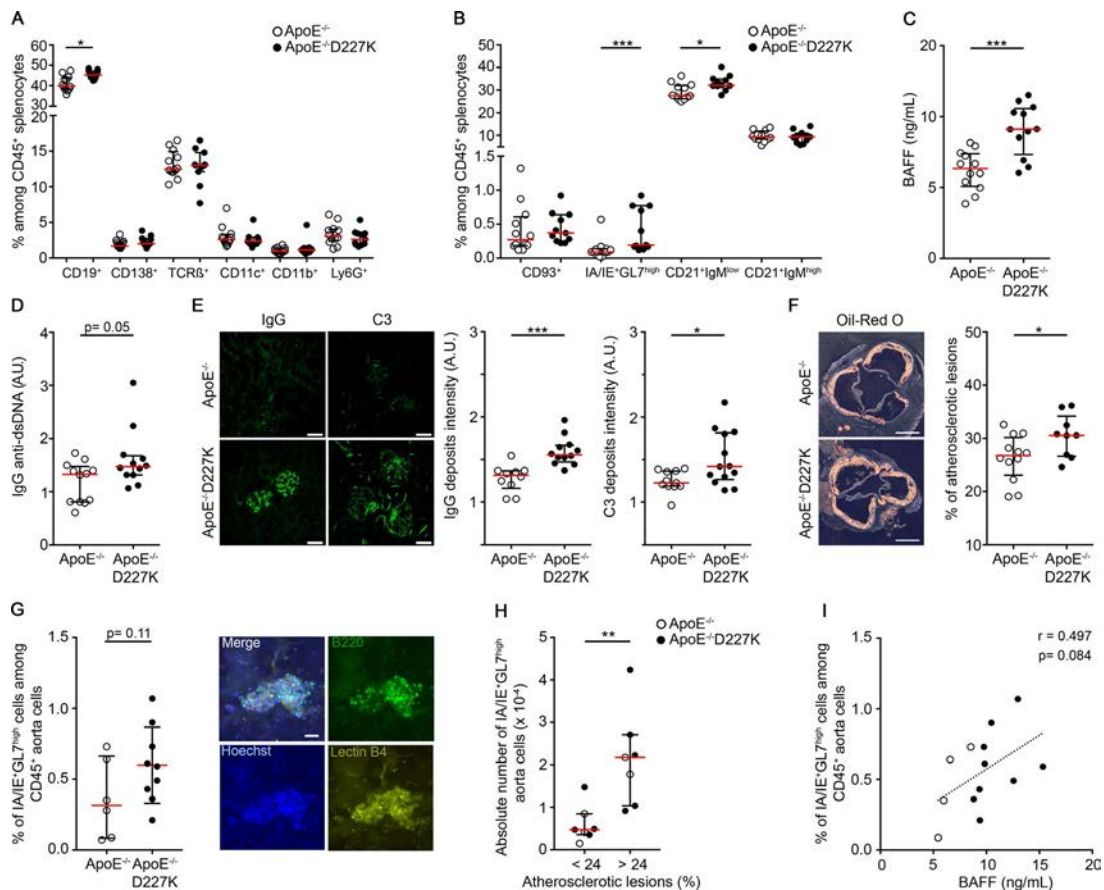 A
ApoE⁻/⁻
ApoE⁻/⁻D227K
*
% among CD45⁺ splenocytes
60
50
40
30
20
15
10
5
0
CD19⁺
CD138⁺
TCRß⁺
CD11c⁺
CD11b⁺
Ly6G⁺
B
ApoE⁻/⁻
ApoE⁻/⁻D227K
***
*
% among CD45⁺ splenocytes
60
50
40
30
20
10
1.0
0.5
0.0
CD93⁺
IA/IE⁺GL7ʰⁱᵍʰ
CD21⁺IgMˡᵒʷ
CD21⁺IgMʰⁱᵍʰ
C
***
BAFF (ng/mL)
20
15
10
5
0
ApoE⁻/⁻
ApoE⁻/⁻
D227K
D
p= 0.05
IgG anti-dsDNA (A.U.)
4
3
2
1
0
ApoE⁻/⁻
ApoE⁻/⁻
D227K
E
IgG
C3
ApoE⁻/⁻
ApoE⁻/⁻D227K
***
IgG deposits intensity (A.U.)
3
2
1
0
ApoE⁻/⁻
ApoE⁻/⁻
D227K
*
C3 deposits intensity (A.U.)
3
2
1
0
ApoE⁻/⁻
ApoE⁻/⁻
D227K
F
Oil-Red O
ApoE⁻/⁻
ApoE⁻/⁻D227K
*
% of atherosclerotic lesions
50
40
30
20
10
ApoE⁻/⁻
ApoE⁻/⁻
D227K
G
p= 0.11
% of IA/IE⁺GL7ʰⁱᵍʰ cells among
CD45⁺ aorta cells
1.5
1.0
0.5
0.0
ApoE⁻/⁻
ApoE⁻/⁻
D227K
Merge
B220
Hoechst
Lectin B4
H
ApoE⁻/⁻
ApoE⁻/⁻D227K
**
Absolute number of IA/IE⁺GL7ʰⁱᵍʰ
aorta cells (x 10⁻⁴)
5
4
3
2
1
0
< 24
> 24
Atherosclerotic lesions (%)
I
r = 0.497
p= 0.084
% of IA/IE⁺GL7ʰⁱᵍʰ cells among
CD45⁺ aorta cells
1.5
1.0
0.5
0.0
0
5
10
15
20
BAFF (ng/mL)